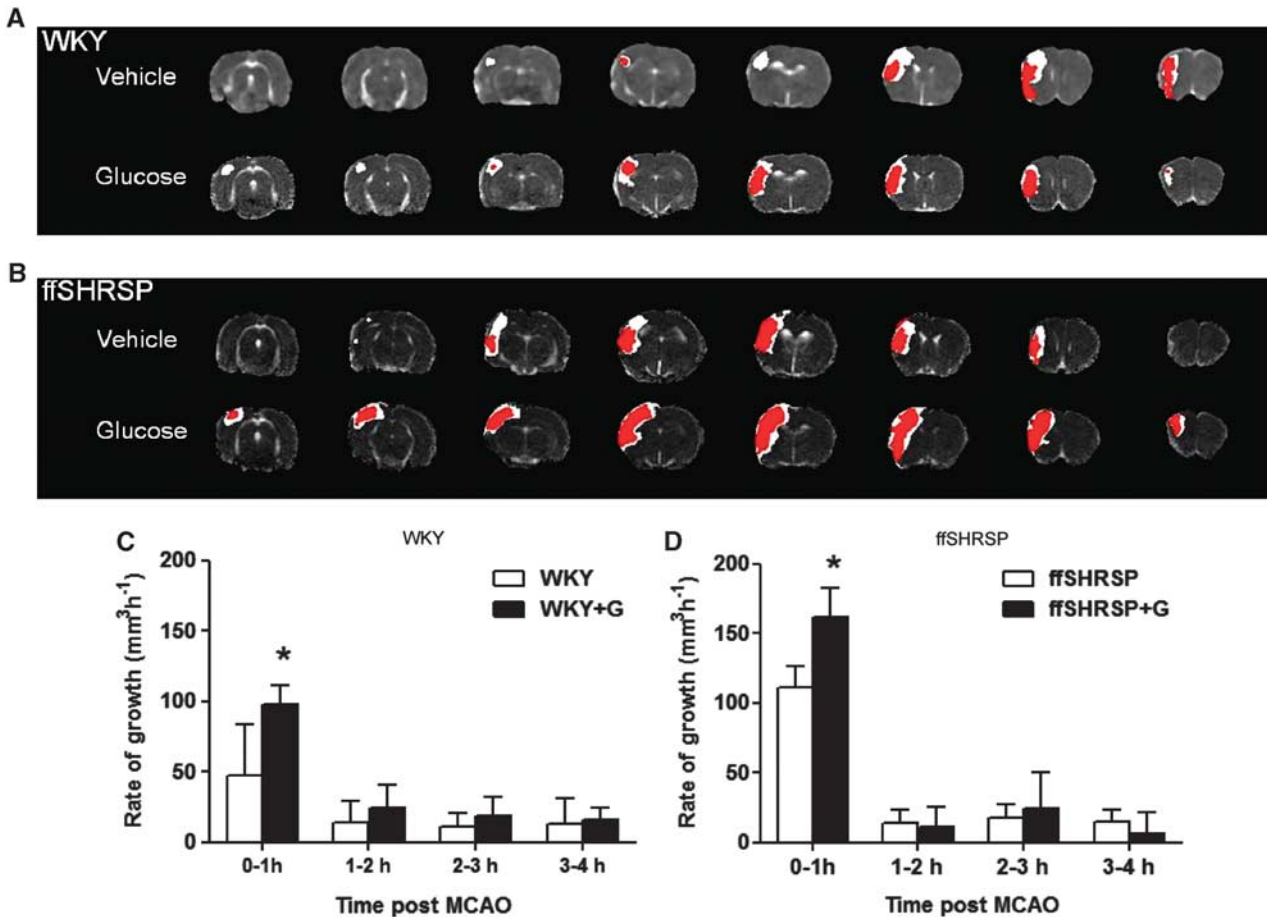 A
WKY
Vehicle
Glucose
B
ffSHRSP
Vehicle
Glucose
C
WKY
200
150
100
50
0
Rate of growth (mm³h⁻¹)
WKY
WKY+G
*
0-1h
1-2 h
2-3 h
3-4 h
Time post MCAO
D
ffSHRSP
200
150
100
50
0
Rate of growth (mm³h⁻¹)
ffSHRSP
ffSHRSP+G
*
0-1h
1-2 h
2-3 h
3-4 h
Time post MCAO